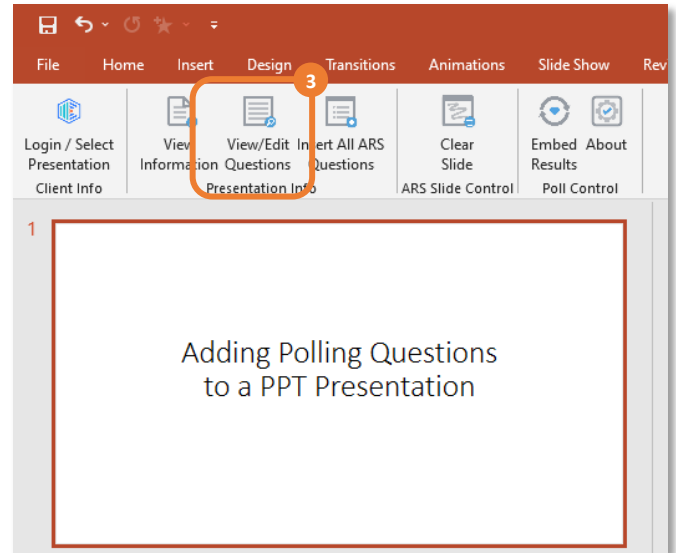 File Home Insert Design Transitions Animations Slide Show Rev
3
Login / Select View View/Edit Insert All ARS Clear Embed About
Presentation Information Questions Questions Slide Results
Client Info Presentation Info ARS Slide Control Poll Control
1
Adding Polling Questions
to a PPT Presentation